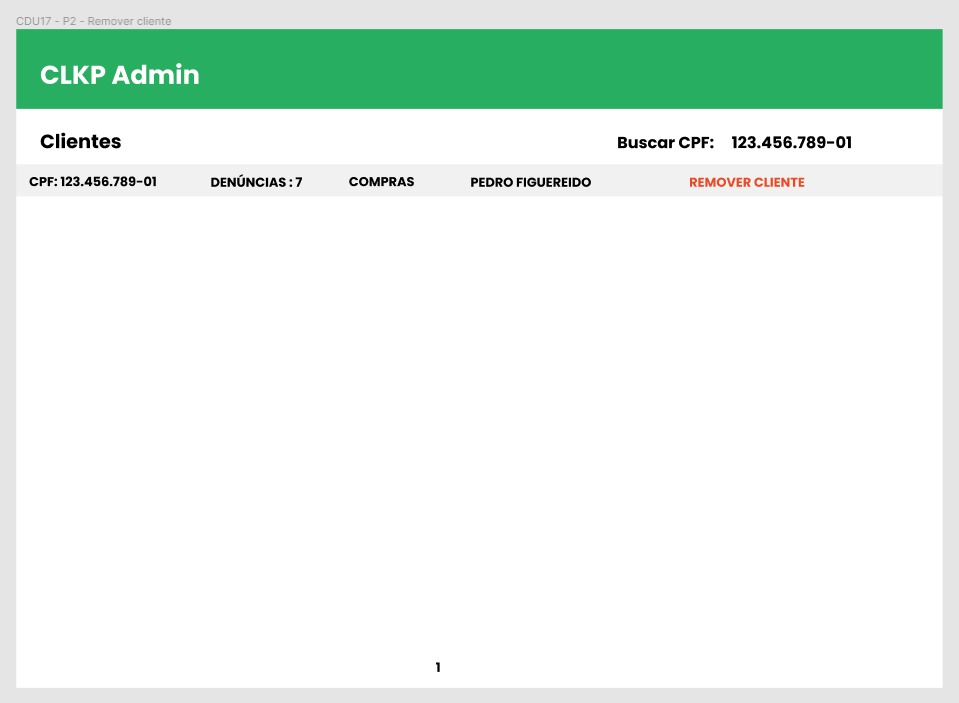 CDU17 - P2 - Remover cliente
CLKP Admin
Clientes Buscar CPF: 123.456.789-01
CPF: 123.456.789-01 DENÚNCIAS : 7 COMPRAS PEDRO FIGUEREIDO REMOVER CLIENTE
1